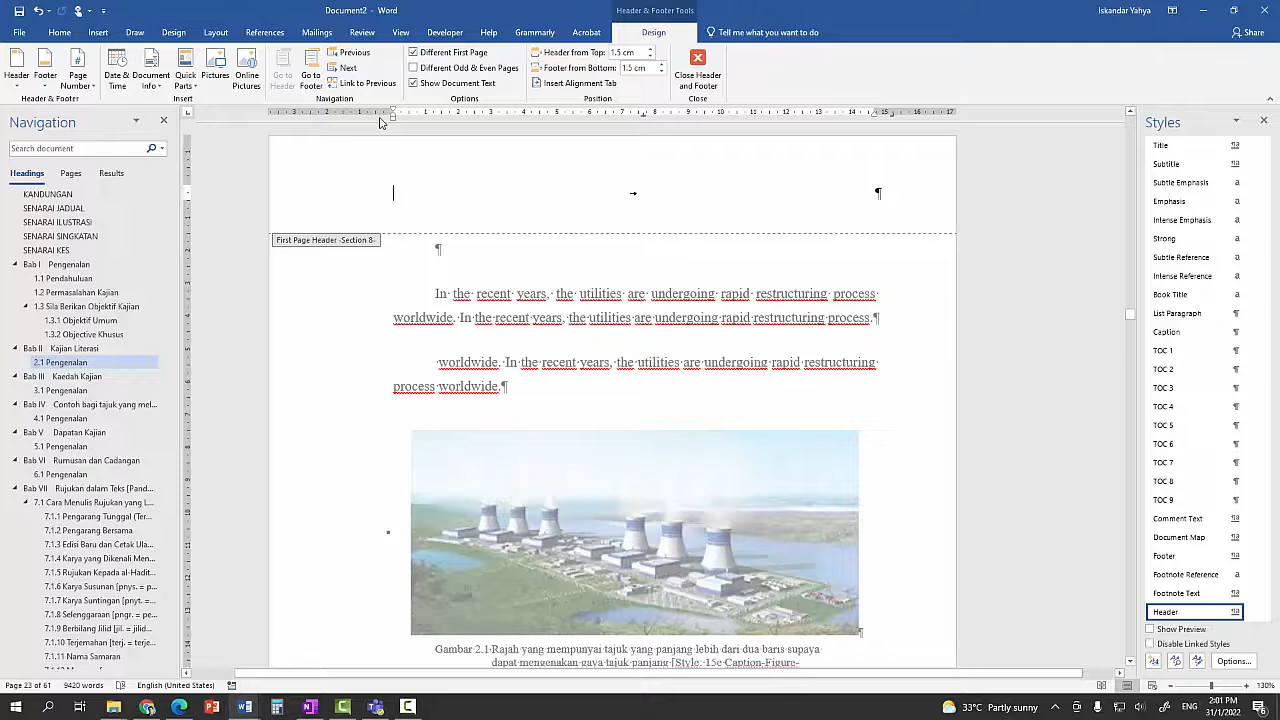 Document2 - Word
Header & Footer Tools
Iskandar Yahya
File Home Insert Draw Design Layout References Mailings Review View Help Grammarly Acrobat Design Tell me what you want to do Share
Header
Footer
Page Number
Header & Footer
Date & Time
Document Info
Quick Parts
Pictures
Online Pictures
Insert
Go to Header
Go to Footer
Previous
Next
Link to Previous
Navigation
Different First Page
Different Odd & Even Pages
Show Document Text
Options
Header from Top: 1.5 cm
Footer from Bottom: 1.5 cm
Insert Alignment Tab
Position
Close Header and Footer
Close
Navigation
Search document
Headings Pages Results
KANDUNGAN
SENARAI JADUAL
SENARAI ILUSTRASI
SENARAI SINGKATAN
SENARAI KES
Bab I Pengenalan
1.1 Pendahuluan
1.2 Permasalahan Kajian
1.3 Sila Berikan Objektif Kajian
1.3.1 Objektif Umum
1.3.2 Objective Khusus
Bab II Kajian Literasi
2.1 Pengenalan
Bab III Kaedah Kajian
3.1 Pengenalan
Bab IV Contoh bagi tajuk yang mel...
4.1 Pengenalan
Bab V Dapatan Kajian
5.1 Pengenalan
Bab VI Rumusan dan Cadangan
6.1 Pengenalan
Bab VII Rujukan dalam Teks [Pand...
7.1 Cara Menulis Rujukan yang L...
7.1.1 Pengarang Tunggal (Ter...
7.1.2 Pengarang Bersama
7.1.3 Edisi Baru dan Cetak Ula...
7.1.4 Karya yang Dikenali Men...
7.1.5 Rujukan Kepada al-Hadit...
7.1.6 Karya Susunan [pnys. = p...
7.1.7 Karya Suntingan [pnyt. = ...
7.1.8 Selenggaraan [pngr. = pe...
7.1.9 Berbilang Jilid [jil. = jilid...
7.1.10 Terjemahan [terj. = terje...
7.1.11 Nama Samaran
First Page Header -Section 8-
In the recent years, the utilities are undergoing rapid restructuring process
worldwide. In the recent years, the utilities are undergoing rapid restructuring process.¶
worldwide. In the recent years, the utilities are undergoing rapid restructuring
process worldwide.¶
Gambar 2.1 Rajah yang mempunyai tajuk yang panjang lebih dari dua baris supaya
dapat mengenakan gaya tajuk panjang [Style: 15e Caption-Figure-
Styles
Title
Subtitle
Subtle Emphasis
Emphasis
Intense Emphasis
Strong
Subtle Reference
Intense Reference
Book Title
List Paragraph
Caption
TOC 1
TOC 2
TOC 3
TOC 4
TOC 5
TOC 6
TOC 7
TOC 8
TOC 9
Comment Text
Document Map
Footer
Footnote Reference
Footnote Text
Header
Show Preview
Disable Linked Styles
Options...
Page 23 of 61 9420 words English (United States) 130%
33°C Partly sunny 2:01 PM
31/1/2022